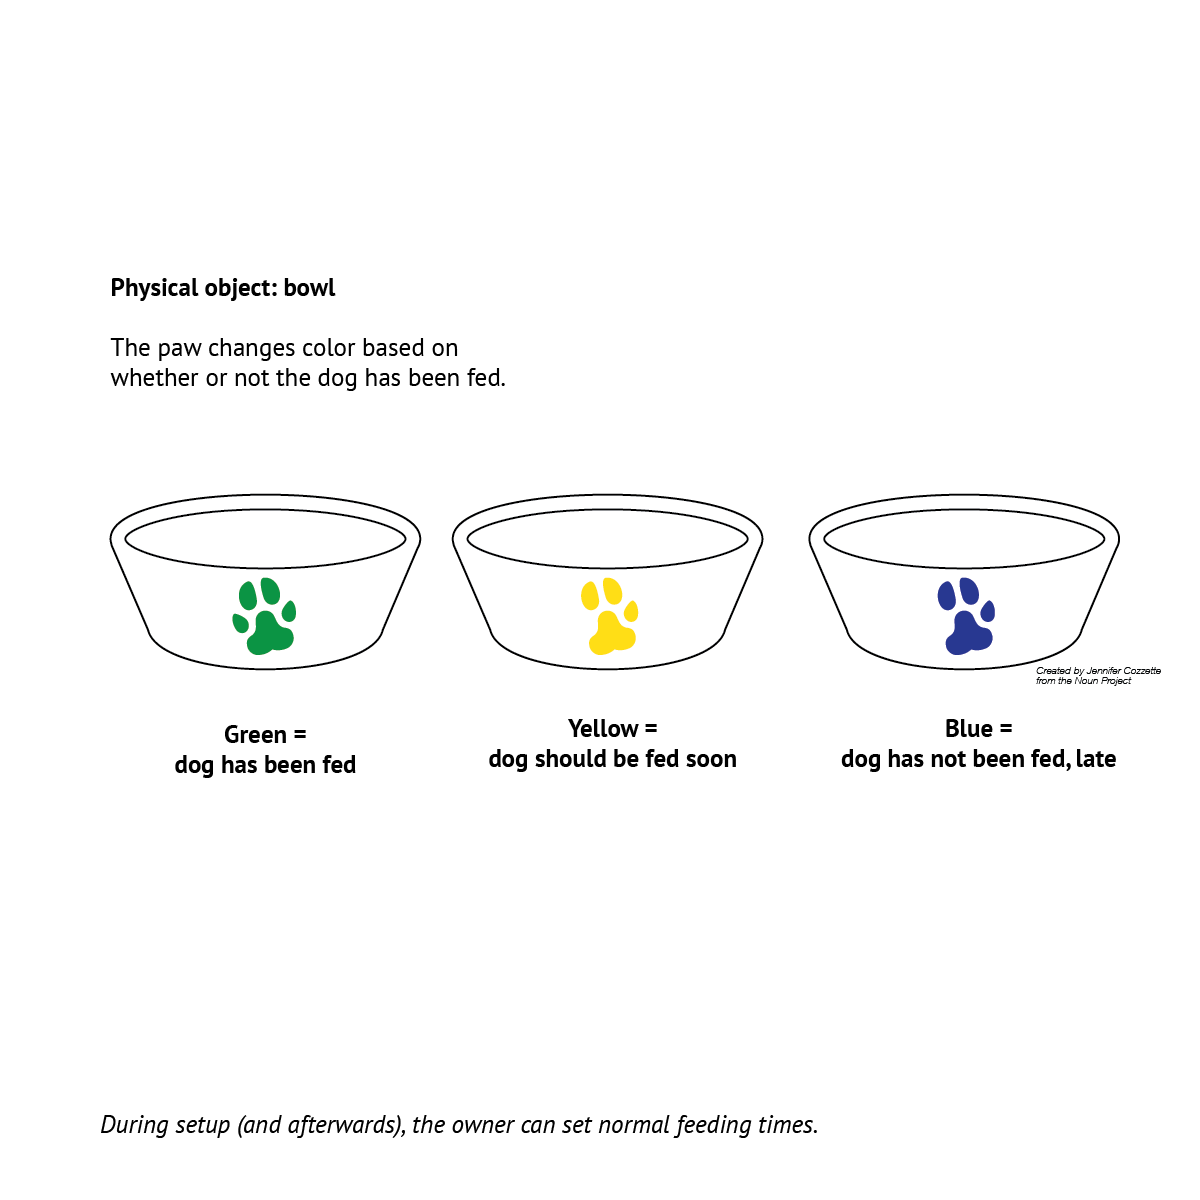 Physical object: bowl
The paw changes color based on
whether or not the dog has been fed.
Created by Jennifer Cozzette
from the Noun Project
Green =
dog has been fed
Yellow =
dog should be fed soon
Blue =
dog has not been fed, late
During setup (and afterwards), the owner can set normal feeding times.